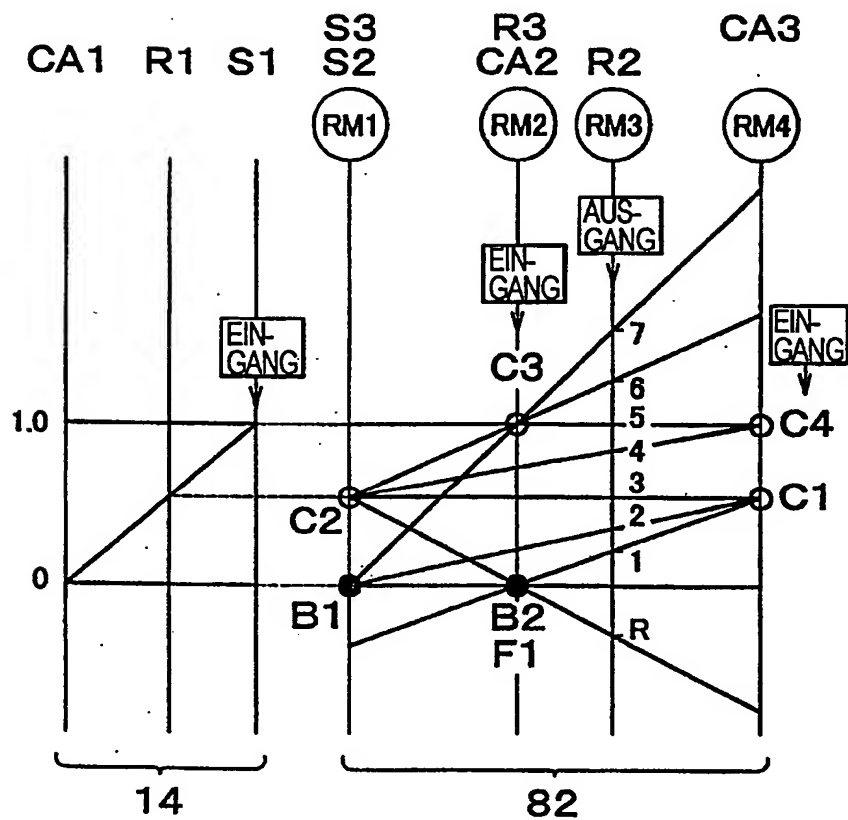 S3 R3 CA3
CA1 R1 S1 S2 CA2 R2
RM1 RM2 RM3 RM4
AUS-
GANG
EIN-
GANG
EIN-
GANG
EIN-
GANG
7
C3
6
1.0
5
C4
4
3
C1
C2
2
1
0
B1
B2
R
F1
14
82